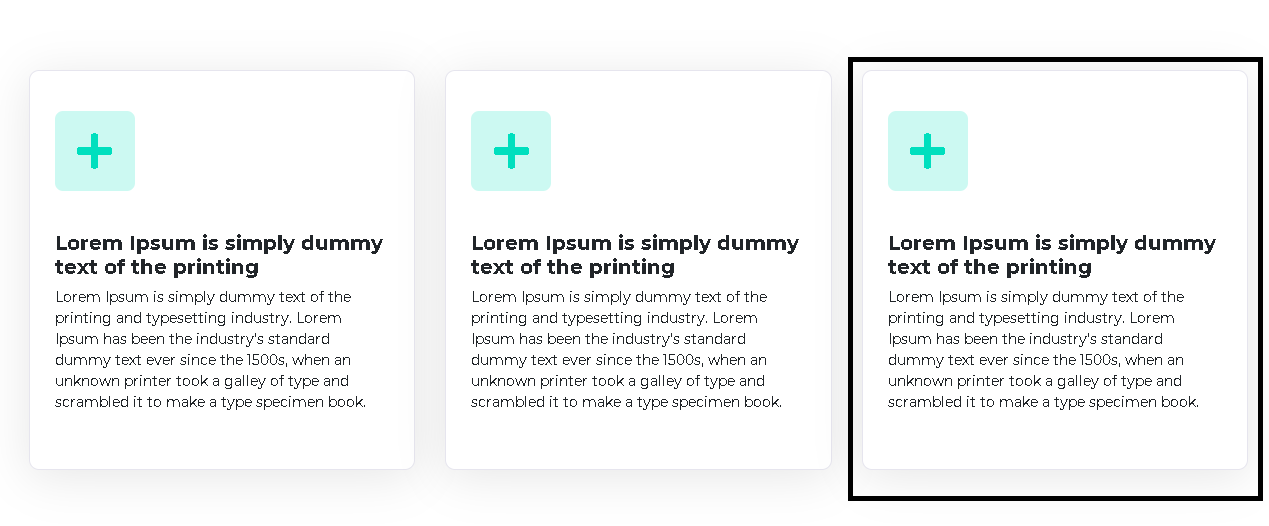 Lorem Ipsum is simply dummy
text of the printing
Lorem Ipsum is simply dummy text of the
printing and typesetting industry. Lorem
Ipsum has been the industry's standard
dummy text ever since the 1500s, when an
unknown printer took a galley of type and
scrambled it to make a type specimen book.
Lorem Ipsum is simply dummy
text of the printing
Lorem Ipsum is simply dummy text of the
printing and typesetting industry. Lorem
Ipsum has been the industry's standard
dummy text ever since the 1500s, when an
unknown printer took a galley of type and
scrambled it to make a type specimen book.
Lorem Ipsum is simply dummy
text of the printing
Lorem Ipsum is simply dummy text of the
printing and typesetting industry. Lorem
Ipsum has been the industry's standard
dummy text ever since the 1500s, when an
unknown printer took a galley of type and
scrambled it to make a type specimen book.